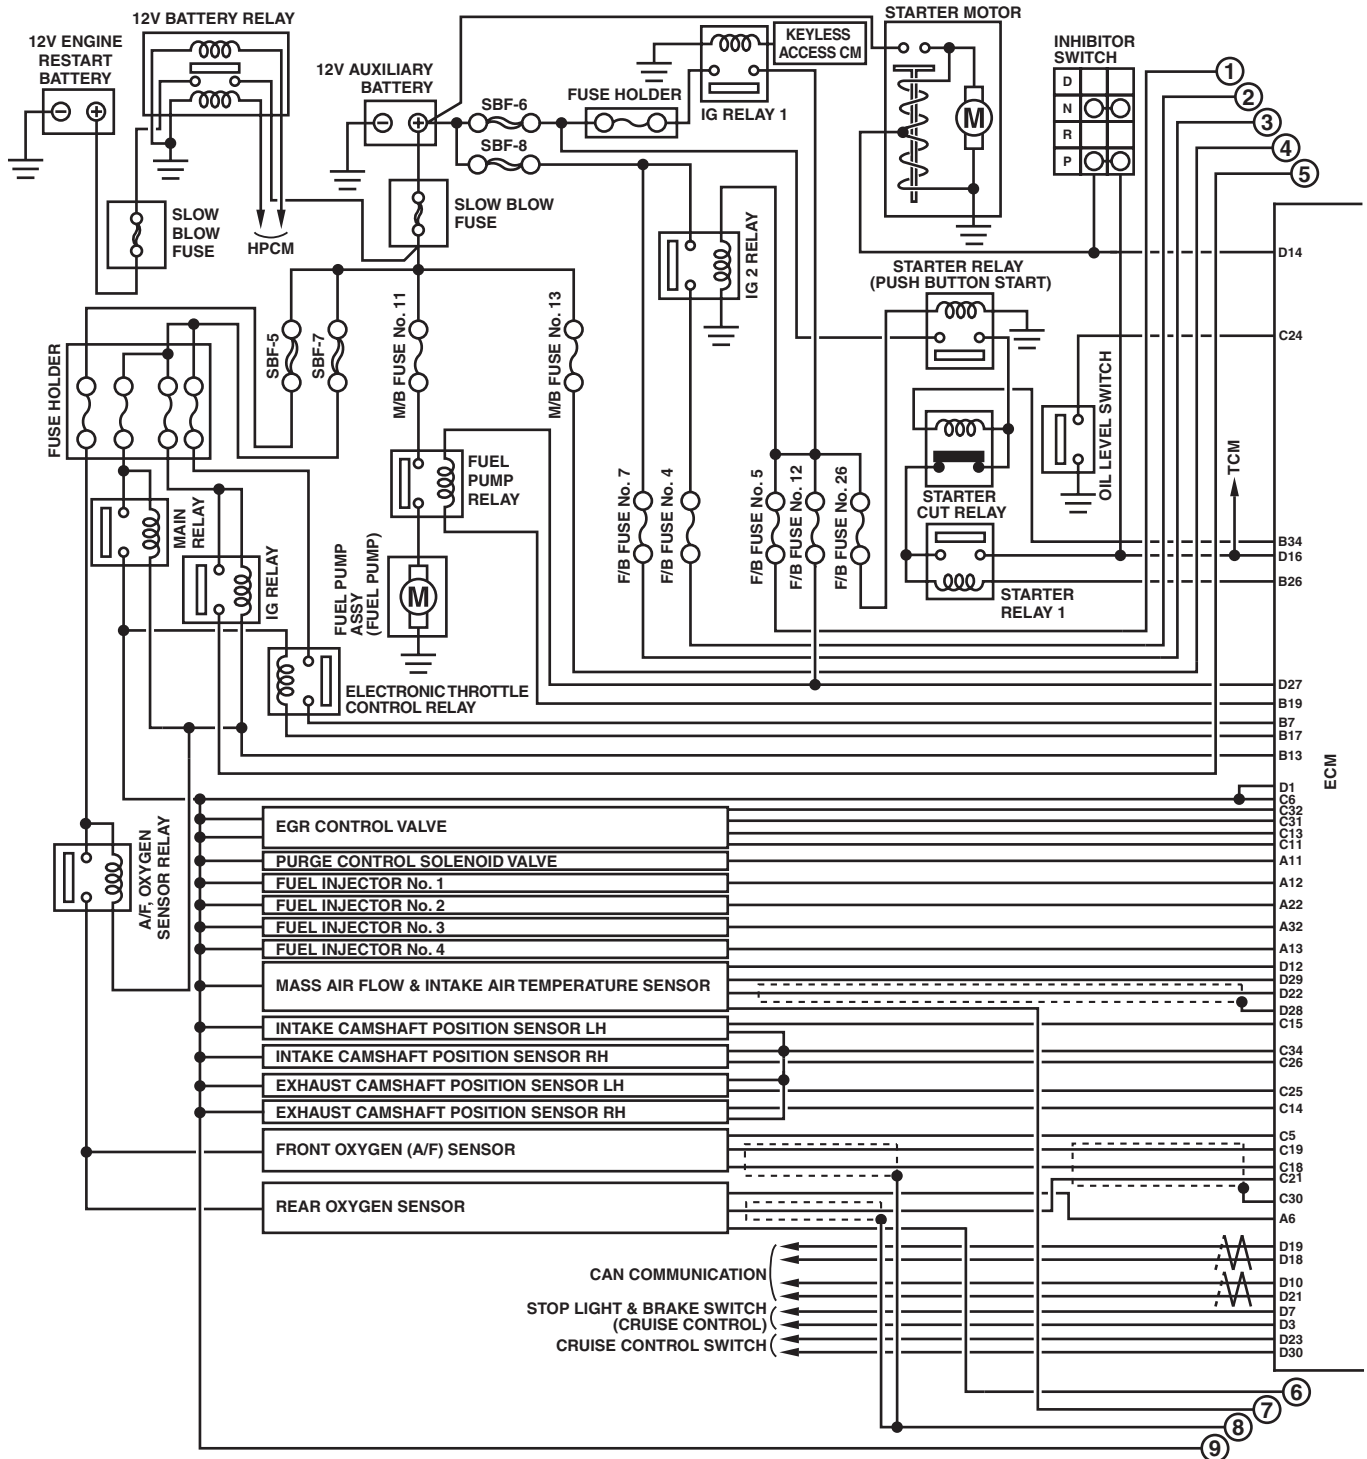 12V BATTERY RELAY
12V ENGINE
RESTART
BATTERY
12V AUXILIARY
BATTERY
SBF-6
SBF-8
FUSE HOLDER
KEYLESS
ACCESS CM
IG RELAY 1
STARTER MOTOR
M
INHIBITOR
SWITCH
D
N
R
P
1
2
3
4
5
SLOW
BLOW
FUSE
HPCM
SLOW BLOW
FUSE
IG 2 RELAY
STARTER RELAY
(PUSH BUTTON START)
FUSE HOLDER
SBF-5
SBF-7
M/B FUSE No. 11
M/B FUSE No. 13
OIL LEVEL SWITCH
TCM
MAIN
RELAY
IG RELAY
FUEL
PUMP
RELAY
FUEL PUMP
ASSY
(FUEL PUMP)
M
F/B FUSE No. 7
F/B FUSE No. 4
F/B FUSE No. 5
F/B FUSE No. 12
F/B FUSE No. 26
STARTER
CUT RELAY
STARTER
RELAY 1
ELECTRONIC THROTTLE
CONTROL RELAY
A/F, OXYGEN
SENSOR RELAY
ECM
D14
C24
B34
D16
B26
D27
B19
B7
B17
B13
D1
C6
C32
EGR CONTROL VALVE
C31
C13
C11
PURGE CONTROL SOLENOID VALVE
A11
FUEL INJECTOR No. 1
A12
FUEL INJECTOR No. 2
A22
FUEL INJECTOR No. 3
A32
FUEL INJECTOR No. 4
A13
MASS AIR FLOW & INTAKE AIR TEMPERATURE SENSOR
D12
D29
D22
D28
INTAKE CAMSHAFT POSITION SENSOR LH
C15
INTAKE CAMSHAFT POSITION SENSOR RH
C34
C26
EXHAUST CAMSHAFT POSITION SENSOR LH
C25
EXHAUST CAMSHAFT POSITION SENSOR RH
C14
FRONT OXYGEN (A/F) SENSOR
C5
C19
C18
C21
REAR OXYGEN SENSOR
C30
A6
CAN COMMUNICATION
D19
D18
D10
D21
STOP LIGHT & BRAKE SWITCH
(CRUISE CONTROL)
D7
D3
CRUISE CONTROL SWITCH
D23
D30
6
7
8
9